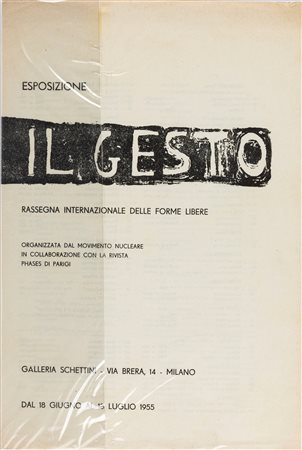 ESPOSIZIONE
IL GESTO
RASSEGNA INTERNAZIONALE DELLE FORME LIBERE
ORGANIZZATA DAL MOVIMENTO NUCLEARE
IN COLLABORAZIONE CON LA RIVISTA
PHASES DI PARIGI
GALLERIA SCHETTINI - VIA BRERA, 14 - MILANO
DAL 18 GIUGNO LUGLIO 1955